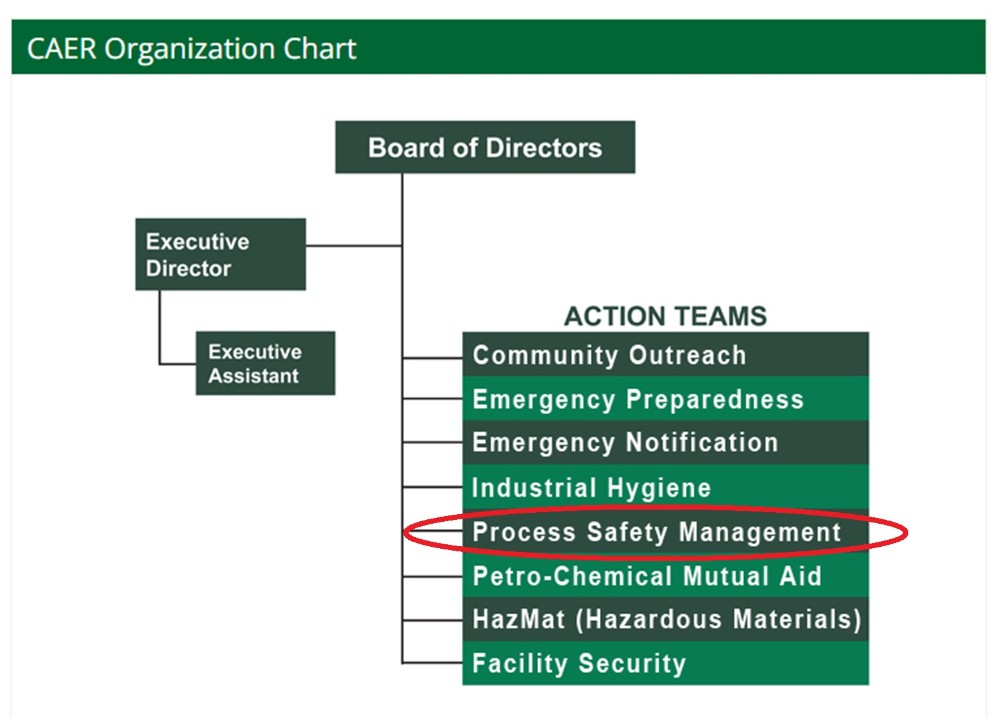 CAER Organization Chart
Board of Directors
Executive
Director
Executive
Assistant
ACTION TEAMS
Community Outreach
Emergency Preparedness
Emergency Notification
Industrial Hygiene
Process Safety Management
Petro-Chemical Mutual Aid
HazMat (Hazardous Materials)
Facility Security